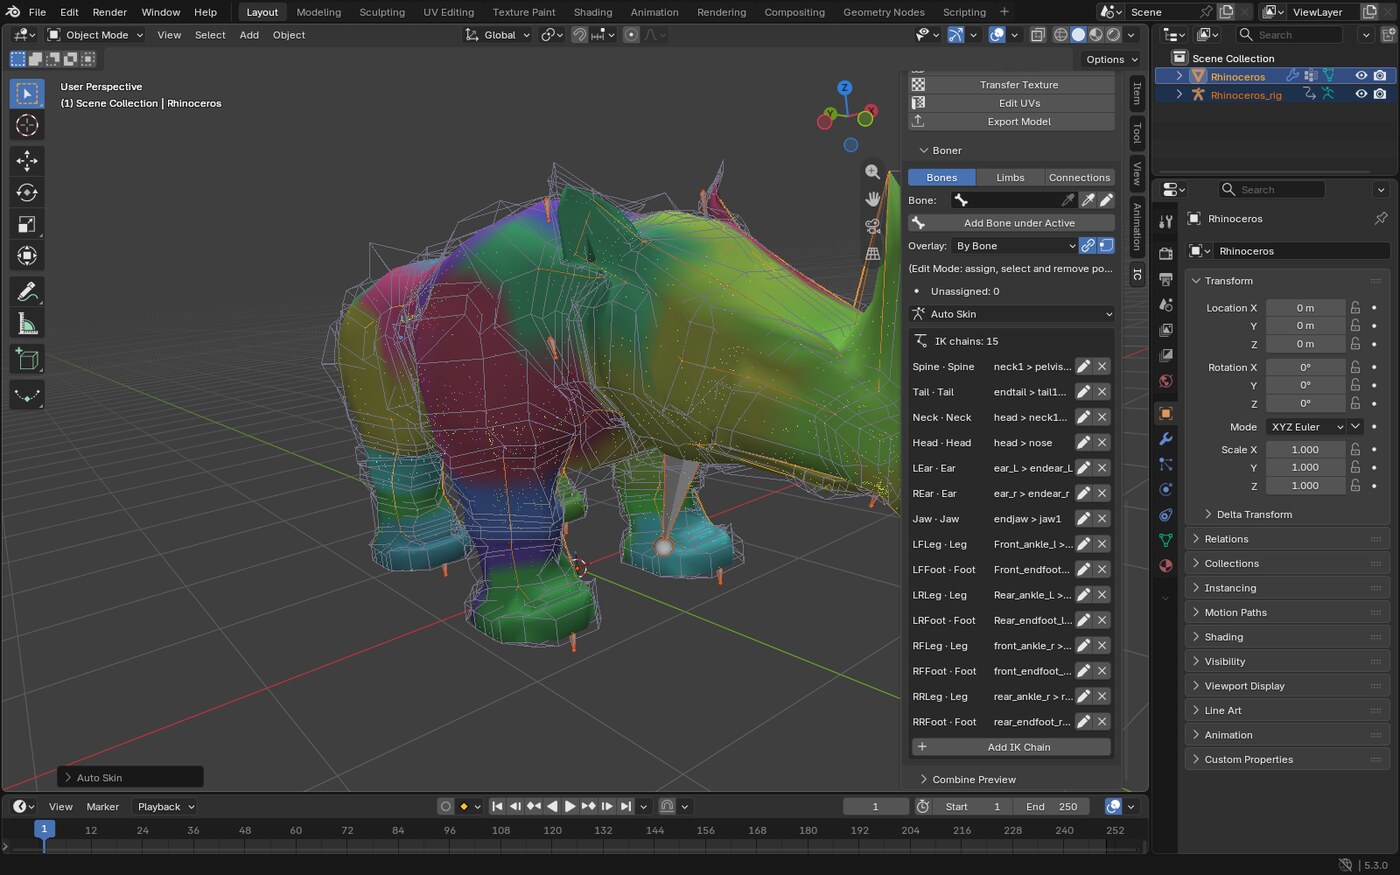 File Edit Render Window Help Layout Modeling Sculpting UV Editing Texture Paint Shading Animation Rendering Compositing Geometry Nodes Scripting + Scene ViewLayer
Object Mode View Select Add Object Global Search
Options
User Perspective
(1) Scene Collection | Rhinoceros
Z
X
Y
Transfer Texture
Edit UVs
Export Model
Boner
Bones Limbs Connections
Bone:
Add Bone under Active
Overlay: By Bone
(Edit Mode: assign, select and remove po...
• Unassigned: 0
Auto Skin
IK chains: 15
Spine · Spine neck1 > pelvis...
Tail · Tail endtail > tail1...
Neck · Neck head > neck1...
Head · Head head > nose
LEar · Ear ear_L > endear_L
REar · Ear ear_r > endear_r
Jaw · Jaw endjaw > jaw1
LFLeg · Leg Front_ankle_l >...
LFFoot · Foot Front_endfoot...
LRLeg · Leg Rear_ankle_L >...
LRFoot · Foot Rear_endfoot_l...
RFLeg · Leg front_ankle_r >...
RFFoot · Foot front_endfoot_...
RRLeg · Leg rear_ankle_r > r...
RRFoot · Foot rear_endfoot_r...
Add IK Chain
Combine Preview
Item
Tool
View
Animation
IC
Auto Skin
Scene Collection
Rhinoceros
Rhinoceros_rig
Search
Rhinoceros
Rhinoceros
Transform
Location X 0 m
Y 0 m
Z 0 m
Rotation X 0°
Y 0°
Z 0°
Mode XYZ Euler
Scale X 1.000
Y 1.000
Z 1.000
Delta Transform
Relations
Collections
Instancing
Motion Paths
Shading
Visibility
Viewport Display
Line Art
Animation
Custom Properties
View Marker Playback 1 Start 1 End 250
1 12 24 36 48 60 72 84 96 108 120 132 144 156 168 180 192 204 216 228 240 252
5.3.0